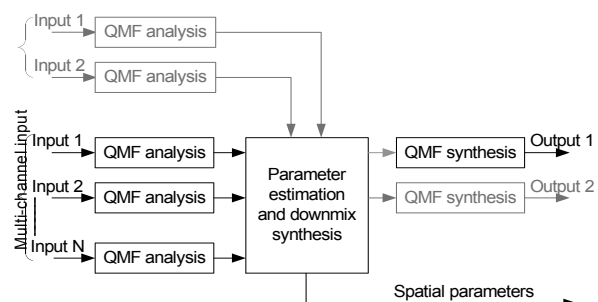 Input 1
QMF analysis
Input 2
QMF analysis
Multi-channel input
Input 1
QMF analysis
Input 2
QMF analysis
Input N
QMF analysis
Parameter
estimation
and downmix
synthesis
QMF synthesis
Output 1
QMF synthesis
Output 2
Spatial parameters